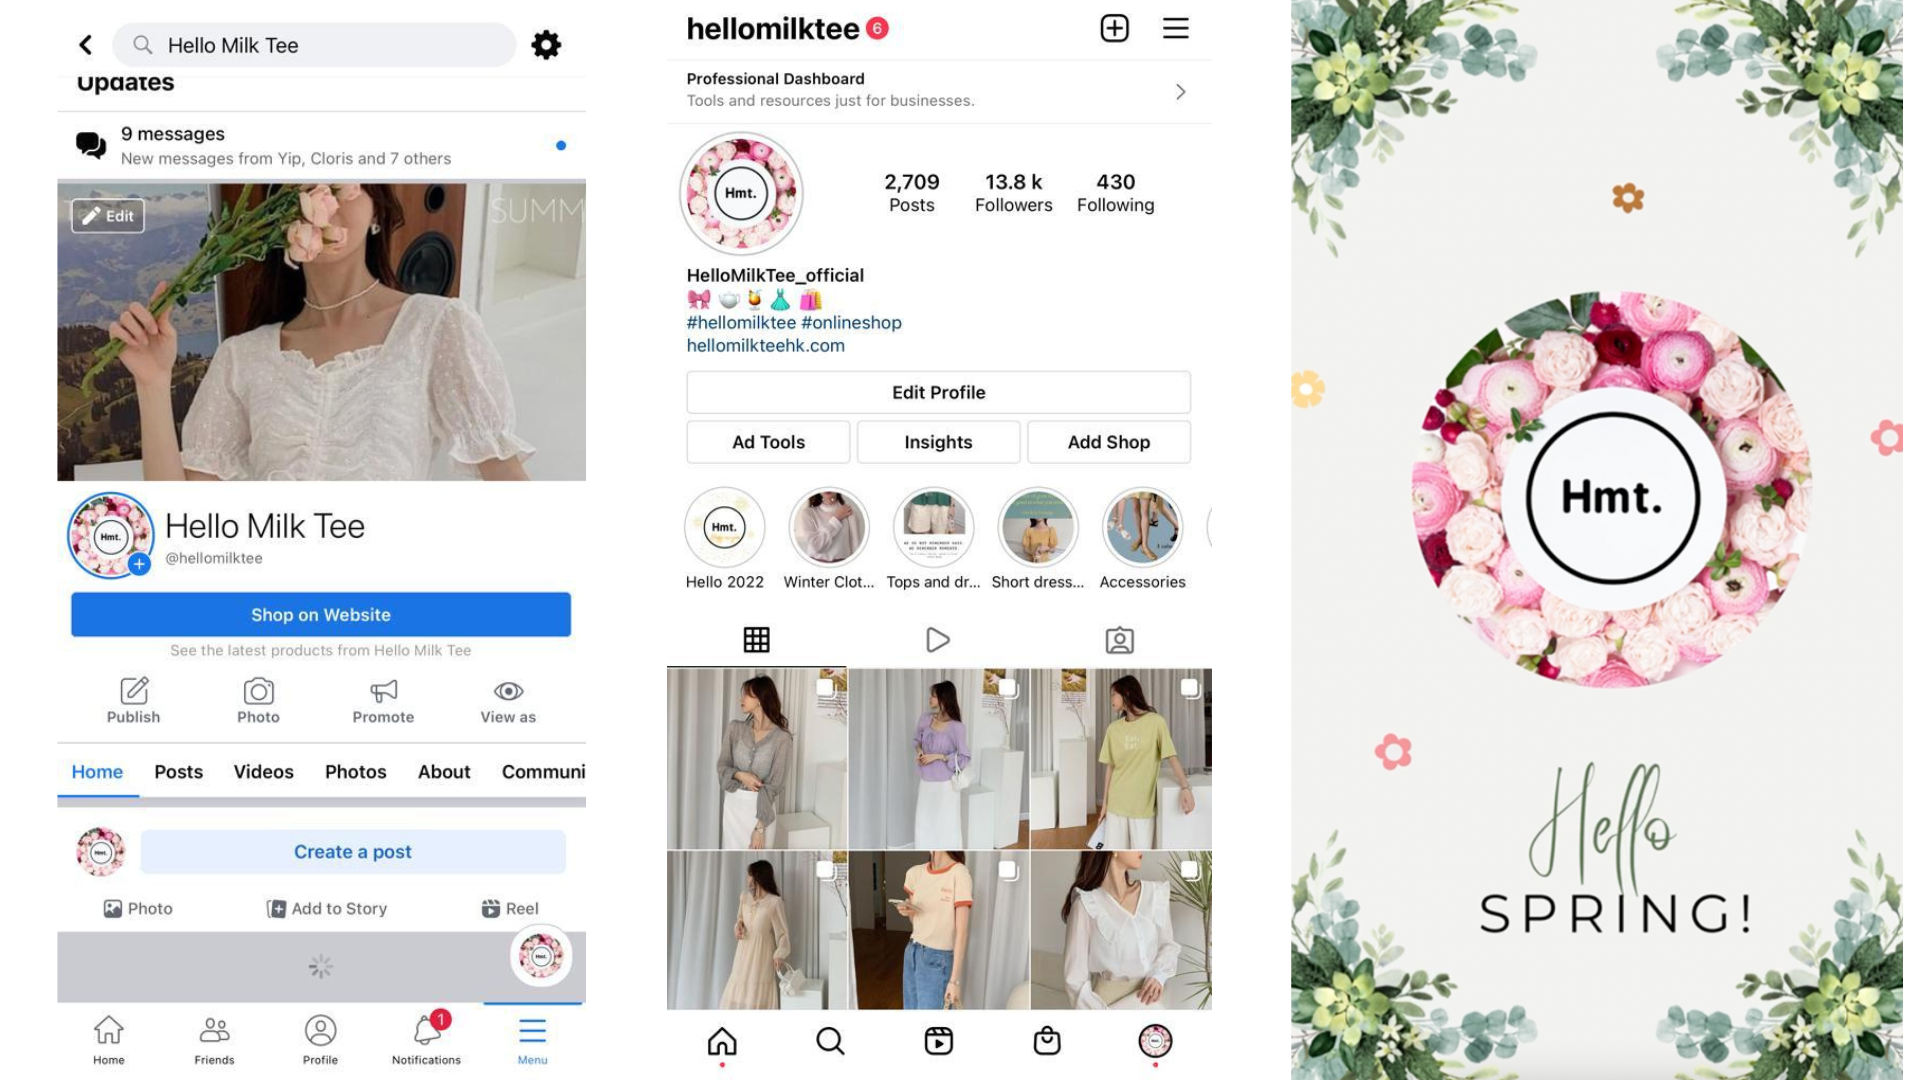 Hello Milk Tee
Updates
9 messages
New messages from Yip, Cloris and 7 others
Edit
SUMM
Hmt.
Hello Milk Tee
@hellomilktee
Shop on Website
See the latest products from Hello Milk Tee
Publish Photo Promote View as
Home Posts Videos Photos About Communi
Hmt.
Create a post
Photo Add to Story Reel
Hmt.
1
Home Friends Profile Notifications Menu
hellomilktee 6
Professional Dashboard
Tools and resources just for businesses.
Hmt.
2,709 13.8 k 430
Posts Followers Following
HelloMilkTee_official
#hellomilktee #onlineshop
hellomilkteehk.com
Edit Profile
Ad Tools Insights Add Shop
Hmt.
Hello 2022 Winter Clot... Tops and dr... Short dress... Accessories
Hmt.
Hello
SPRING!